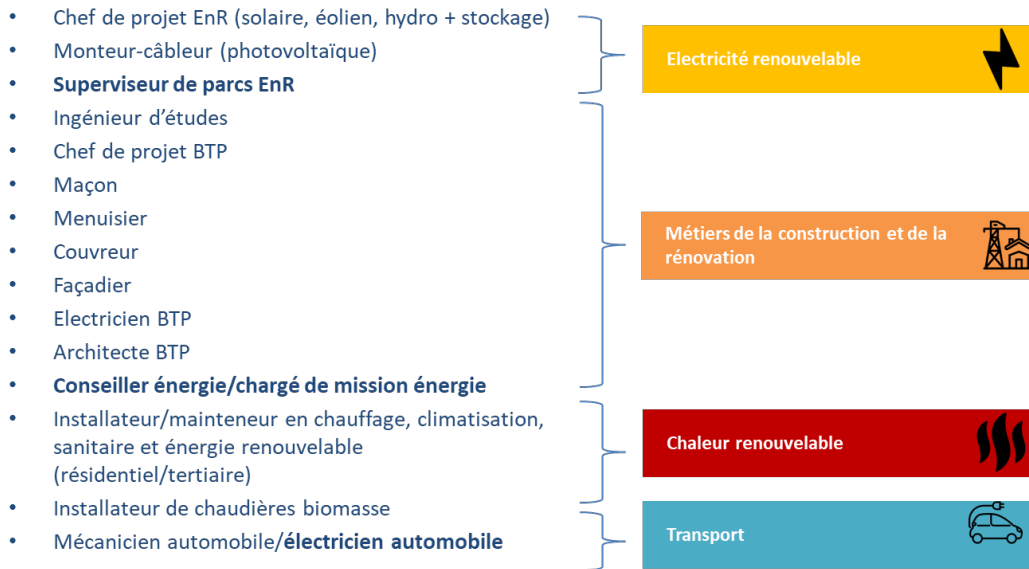 • Chef de projet EnR (solaire, éolien, hydro + stockage)
• Monteur-câbleur (photovoltaïque)
• Superviseur de parcs EnR
• Ingénieur d’études
• Chef de projet BTP
• Maçon
• Menuisier
• Couvreur
• Façadier
• Electricien BTP
• Architecte BTP
• Conseiller énergie/chargé de mission énergie
• Installateur/mainteneur en chauffage, climatisation,
sanitaire et énergie renouvelable
(résidentiel/tertiaire)
• Installateur de chaudières biomasse
• Mécanicien automobile/électricien automobile
Electricité renouvelable
Métiers de la construction et de la
rénovation
Chaleur renouvelable
Transport